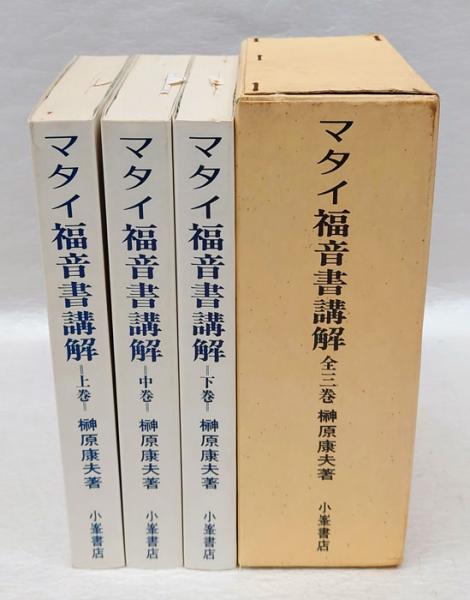 マタイ福音書講解
=上巻=
榊原康夫著
小峯書店
マタイ福音書講解
=中巻=
榊原康夫著
小峯書店
マタイ福音書講解
=下巻=
榊原康夫著
小峯書店
マタイ福音書講解
全三巻
榊原康夫著
小峯書店